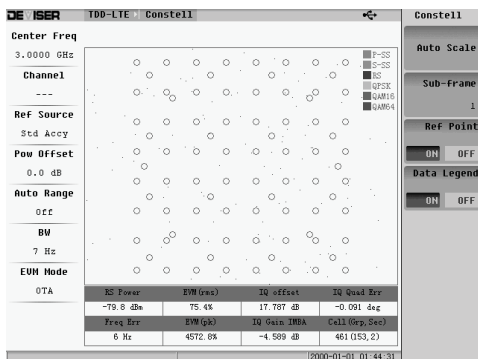 DEVISER TDD-LTE Constell
Constell
Center Freq
3.0000 GHz
Channel
---
Ref Source
Std Accy
Pow Offset
0.0 dB
Auto Range
Off
BW
7 Hz
EVM Mode
OTA
P-SS
S-SS
RS
QPSK
QAM16
QAM64
RS Power EVM(rms) IQ offset IQ Quad Err
-79.8 dBm 75.4% 17.787 dB -0.091 deg
Freq Err EVM(pk) IQ Gain IMBA Cell(Grp,Sec)
6 Hz 4572.8% -4.589 dB 461(153,2)
2000-01-01 01:44:31
Auto Scale
Sub-frame
1
Ref Point
ON OFF
Data Legend
ON OFF